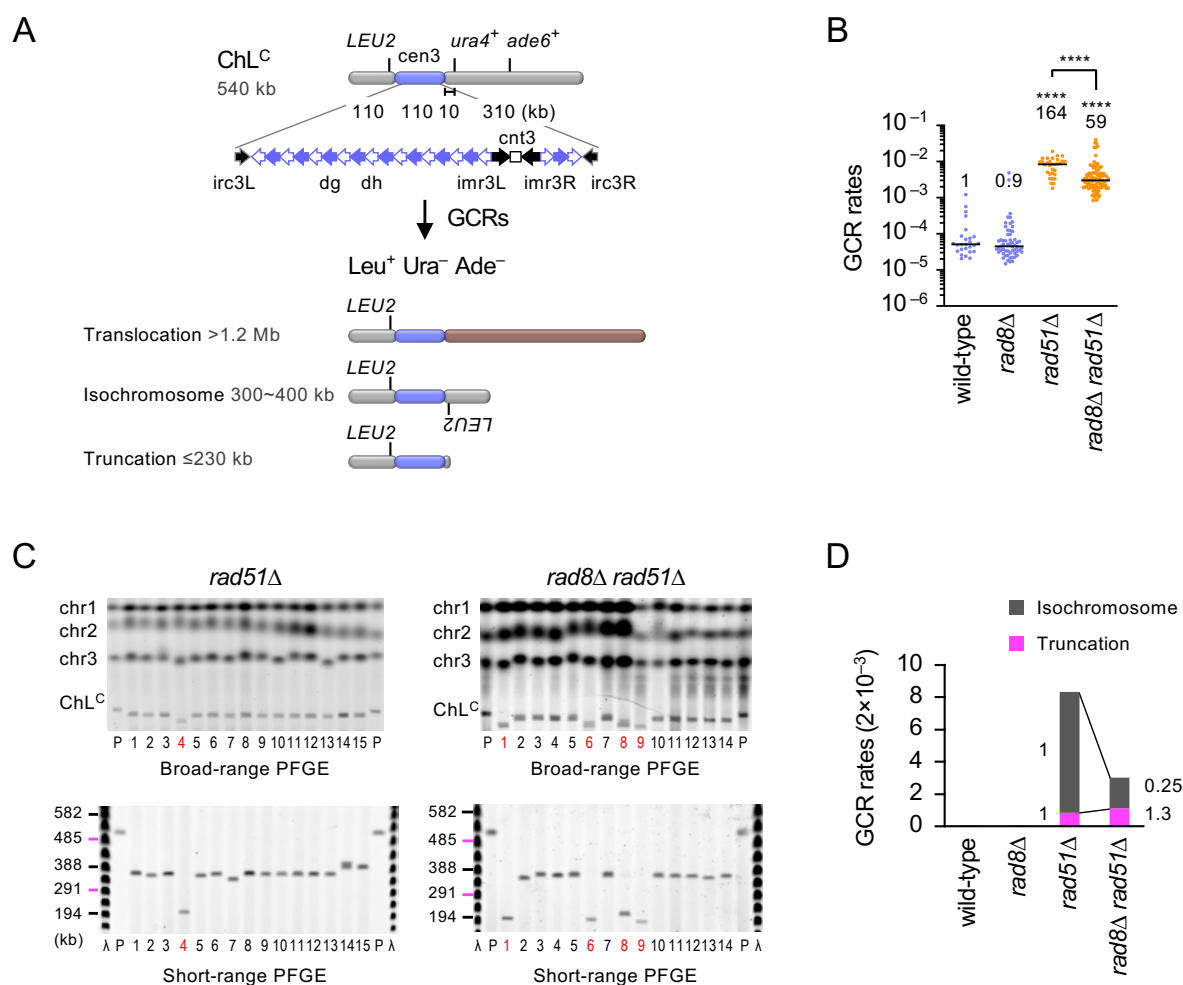 A
LEU2 ura4+ ade6+
cen3
ChLC
540 kb
110 110 10 310 (kb)
cnt3
irc3L dg dh imr3L imr3R irc3R
GCRs
Leu+ Ura– Ade–
LEU2
Translocation >1.2 Mb
LEU2
Isochromosome 300~400 kb
LEU2
LEU2
Truncation ≤230 kb
B
****
**** ****
164 59
1 0.9
GCR rates
10−1
10−2
10−3
10−4
10−5
10−6
wild-type
rad8Δ
rad51Δ
rad8Δ rad51Δ
C
rad51Δ
chr1
chr2
chr3
ChLC
P 1 2 3 4 5 6 7 8 9 10 11 12 13 14 15 P
Broad-range PFGE
582
485
388
291
194
(kb)
λ P 1 2 3 4 5 6 7 8 9 10 11 12 13 14 15 P λ
Short-range PFGE
rad8Δ rad51Δ
chr1
chr2
chr3
ChLC
P 1 2 3 4 5 6 7 8 9 10 11 12 13 14 P
Broad-range PFGE
582
485
388
291
194
λ P 1 2 3 4 5 6 7 8 9 10 11 12 13 14 P λ
Short-range PFGE
D
Isochromosome
Truncation
GCR rates (2×10−3)
10
8
6
4
2
0
1
1
0.25
1.3
wild-type
rad8Δ
rad51Δ
rad8Δ rad51Δ